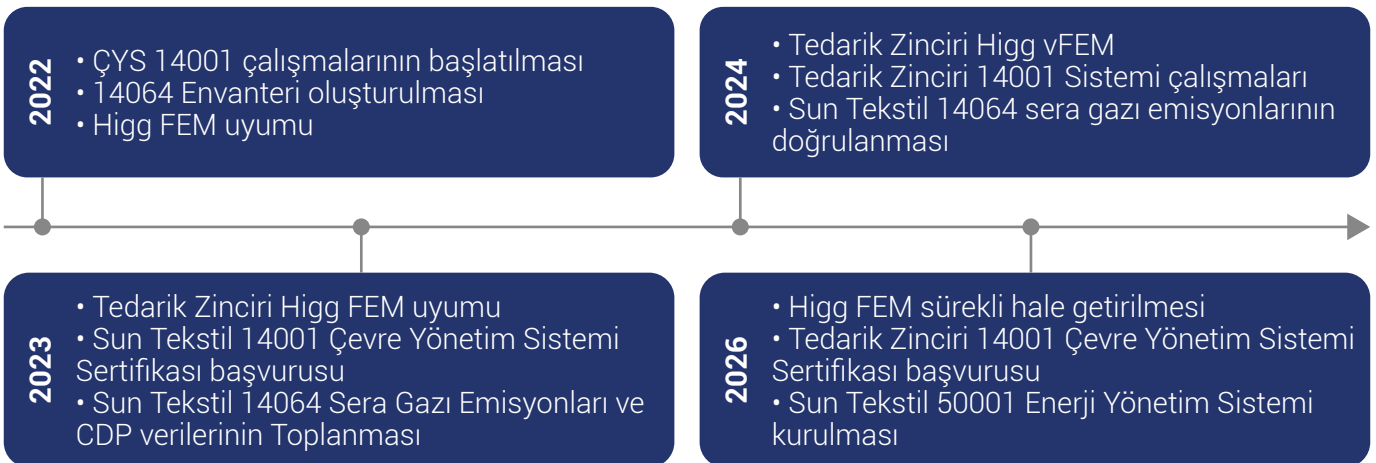 2022
• ÇYS 14001 çalışmalarının başlatılması
• 14064 Envanteri oluşturulması
• Higg FEM uyumu
2023
• Tedarik Zinciri Higg FEM uyumu
• Sun Tekstil 14001 Çevre Yönetim Sistemi
Sertifikası başvurusu
• Sun Tekstil 14064 Sera Gazı Emisyonları ve
CDP verilerinin Toplanması
2024
• Tedarik Zinciri Higg vFEM
• Tedarik Zinciri 14001 Sistemi çalışmaları
• Sun Tekstil 14064 sera gazı emisyonlarının
doğrulanması
2026
• Higg FEM sürekli hale getirilmesi
• Tedarik Zinciri 14001 Çevre Yönetim Sistemi
Sertifikası başvurusu
• Sun Tekstil 50001 Enerji Yönetim Sistemi
kurulması